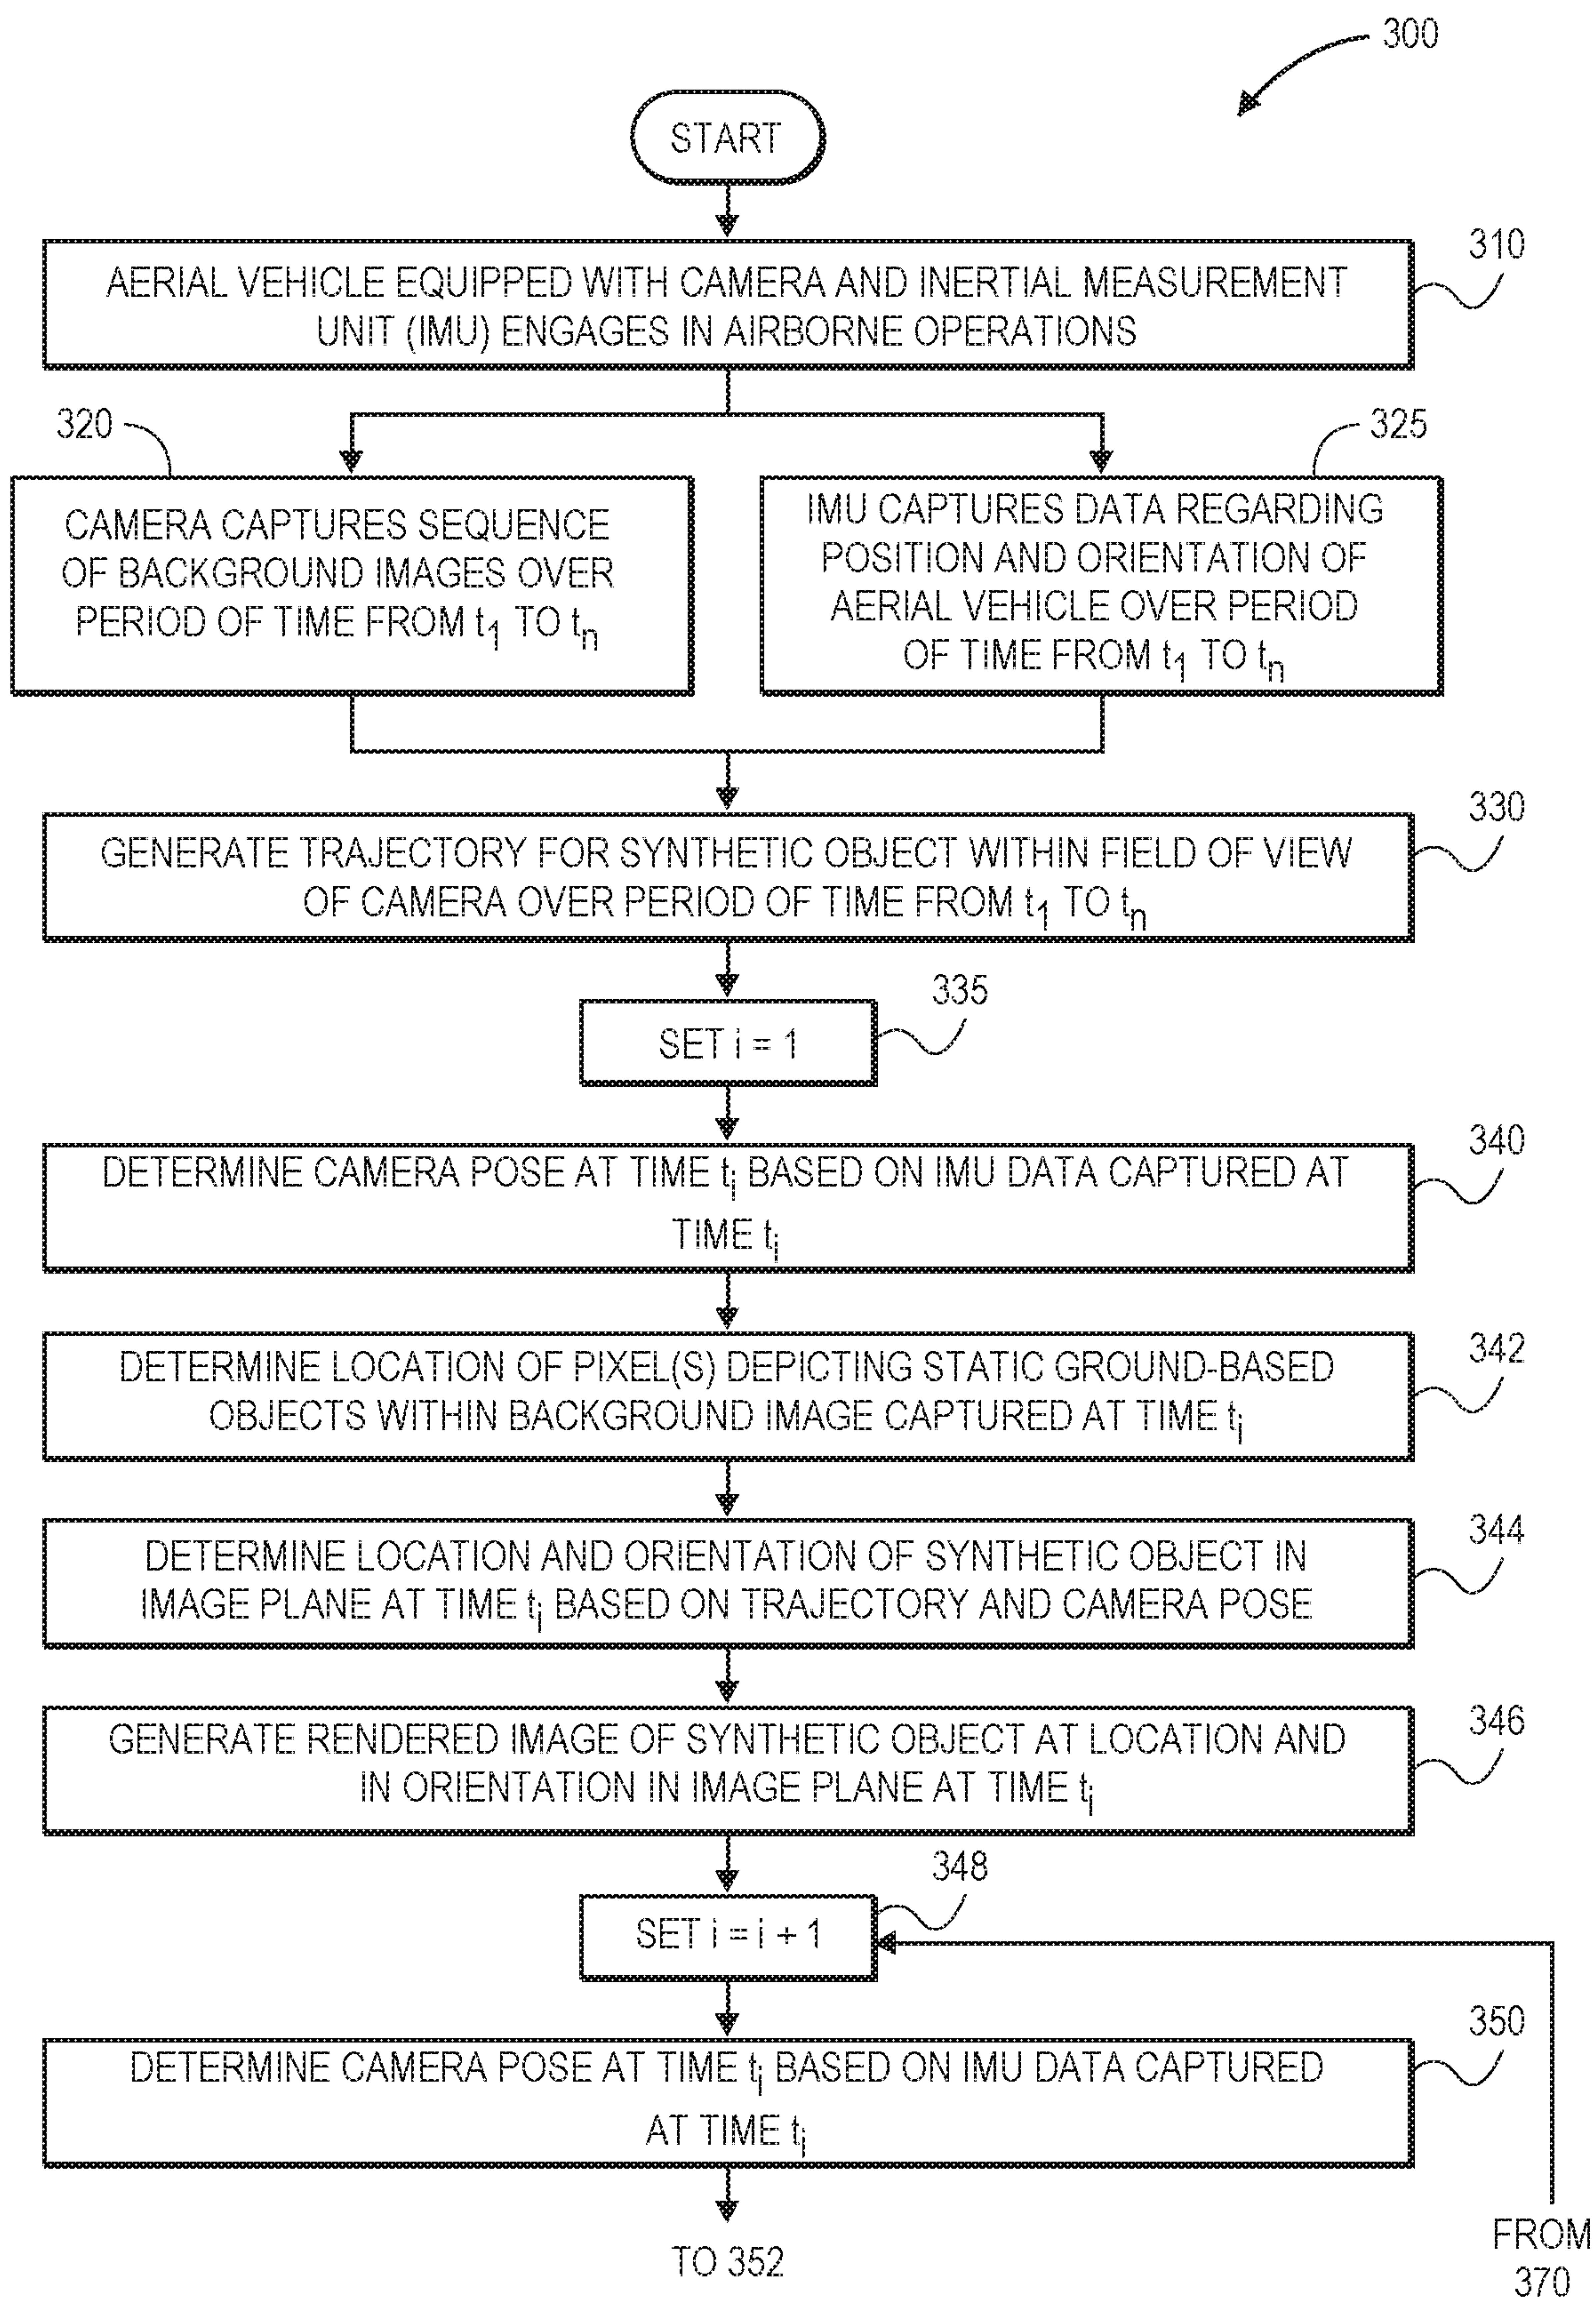 300
START
310
AERIAL VEHICLE EQUIPPED WITH CAMERA AND INERTIAL MEASUREMENT
UNIT (IMU) ENGAGES IN AIRBORNE OPERATIONS
320
CAMERA CAPTURES SEQUENCE
OF BACKGROUND IMAGES OVER
PERIOD OF TIME FROM t1 TO tn
325
IMU CAPTURES DATA REGARDING
POSITION AND ORIENTATION OF
AERIAL VEHICLE OVER PERIOD
OF TIME FROM t1 TO tn
330
GENERATE TRAJECTORY FOR SYNTHETIC OBJECT WITHIN FIELD OF VIEW
OF CAMERA OVER PERIOD OF TIME FROM t1 TO tn
335
SET i = 1
340
DETERMINE CAMERA POSE AT TIME ti BASED ON IMU DATA CAPTURED AT
TIME ti
342
DETERMINE LOCATION OF PIXEL(S) DEPICTING STATIC GROUND-BASED
OBJECTS WITHIN BACKGROUND IMAGE CAPTURED AT TIME ti
344
DETERMINE LOCATION AND ORIENTATION OF SYNTHETIC OBJECT IN
IMAGE PLANE AT TIME ti BASED ON TRAJECTORY AND CAMERA POSE
346
GENERATE RENDERED IMAGE OF SYNTHETIC OBJECT AT LOCATION AND
IN ORIENTATION IN IMAGE PLANE AT TIME ti
348
SET i = i + 1
350
DETERMINE CAMERA POSE AT TIME ti BASED ON IMU DATA CAPTURED
AT TIME ti
TO 352
FROM
370